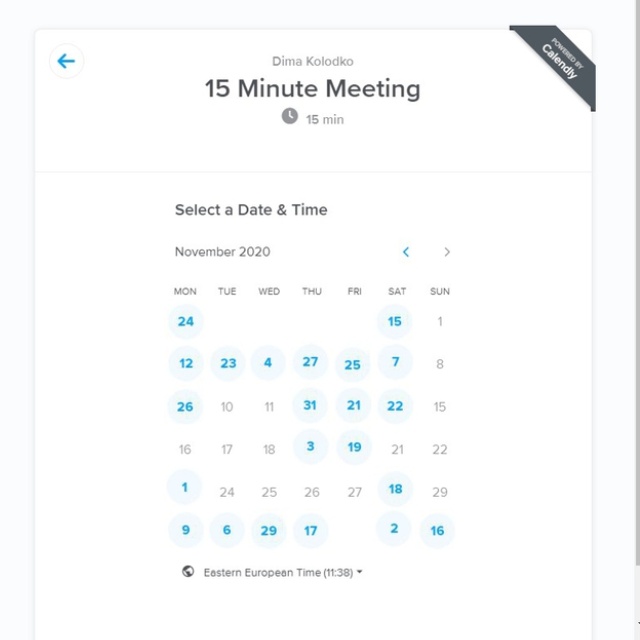 POWERED BY
Calendly
Dima Kolodko
15 Minute Meeting
15 min
Select a Date & Time
November 2020
MON TUE WED THU FRI SAT SUN
24 15 1
12 23 4 27 25 7 8
26 10 11 31 21 22 15
16 17 18 3 19 21 22
1 24 25 26 27 18 29
9 6 29 17 2 16
Eastern European Time (11:38)